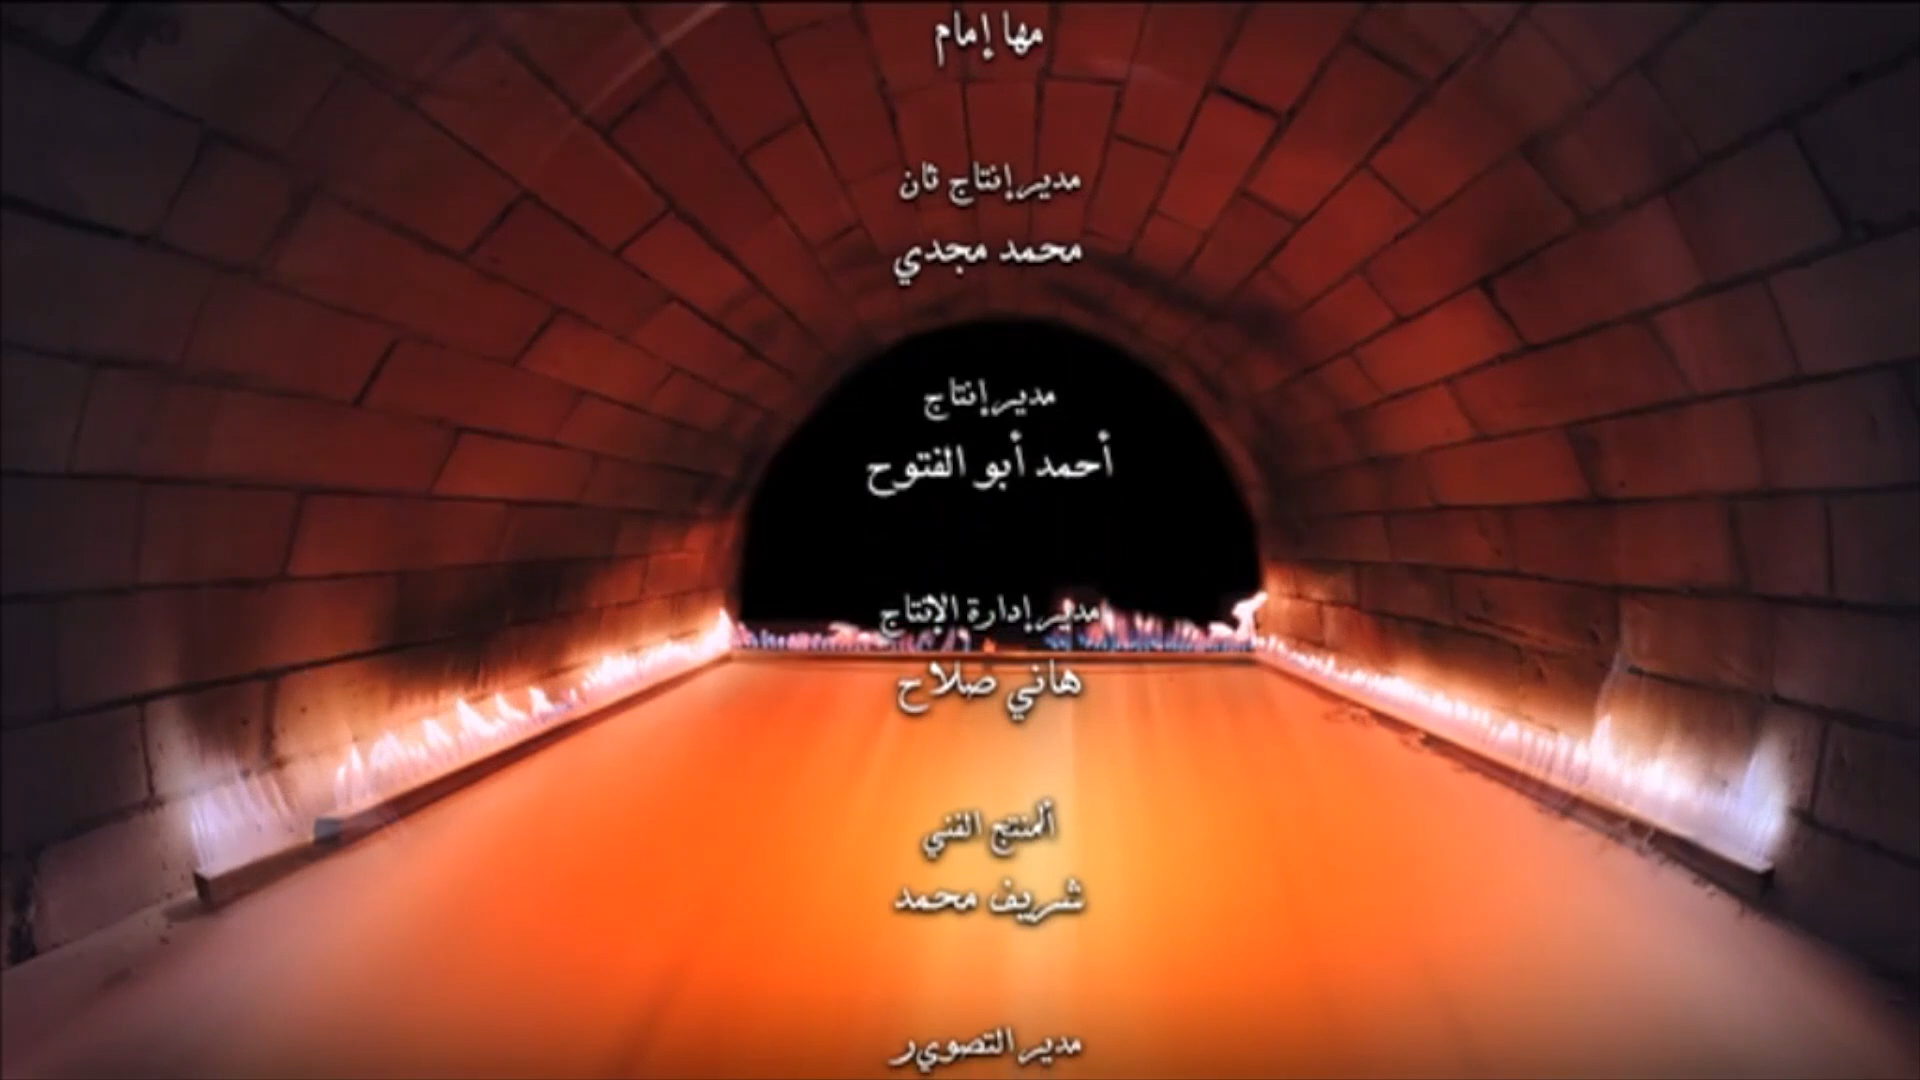 مها إمام
مدير إنتاج ثان
محمد مجدي
مدير إنتاج
أحمد أبو الفتوح
مدير إدارة الإنتاج
هاني صلاح
ألمنتج الفني
شريف محمد
مدير التصوير